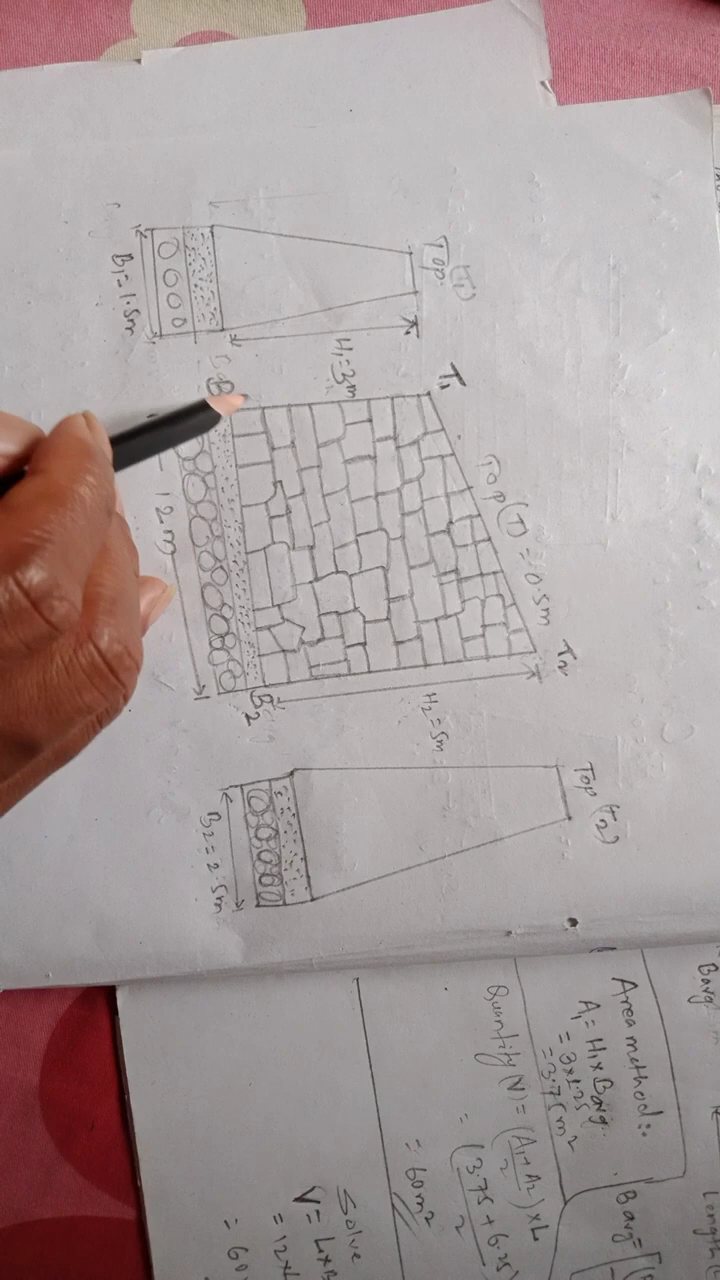 Top (T1)
H1=3m
B1=1.5m
T1
Top (T) = 0.5m
T2
12m
H2=5m
B2
Top (T2)
B2=2.5m
Bavg
Length
Area method :-
A1 = H1 x Bavg.
= 3x1.25
= 3.75m2
Bavg =
Quantity (V) = (A1+A2/2) x L
= (3.75 + 6.25
2
= 60m2
Solve
V = L x B
= 12 x
= 60